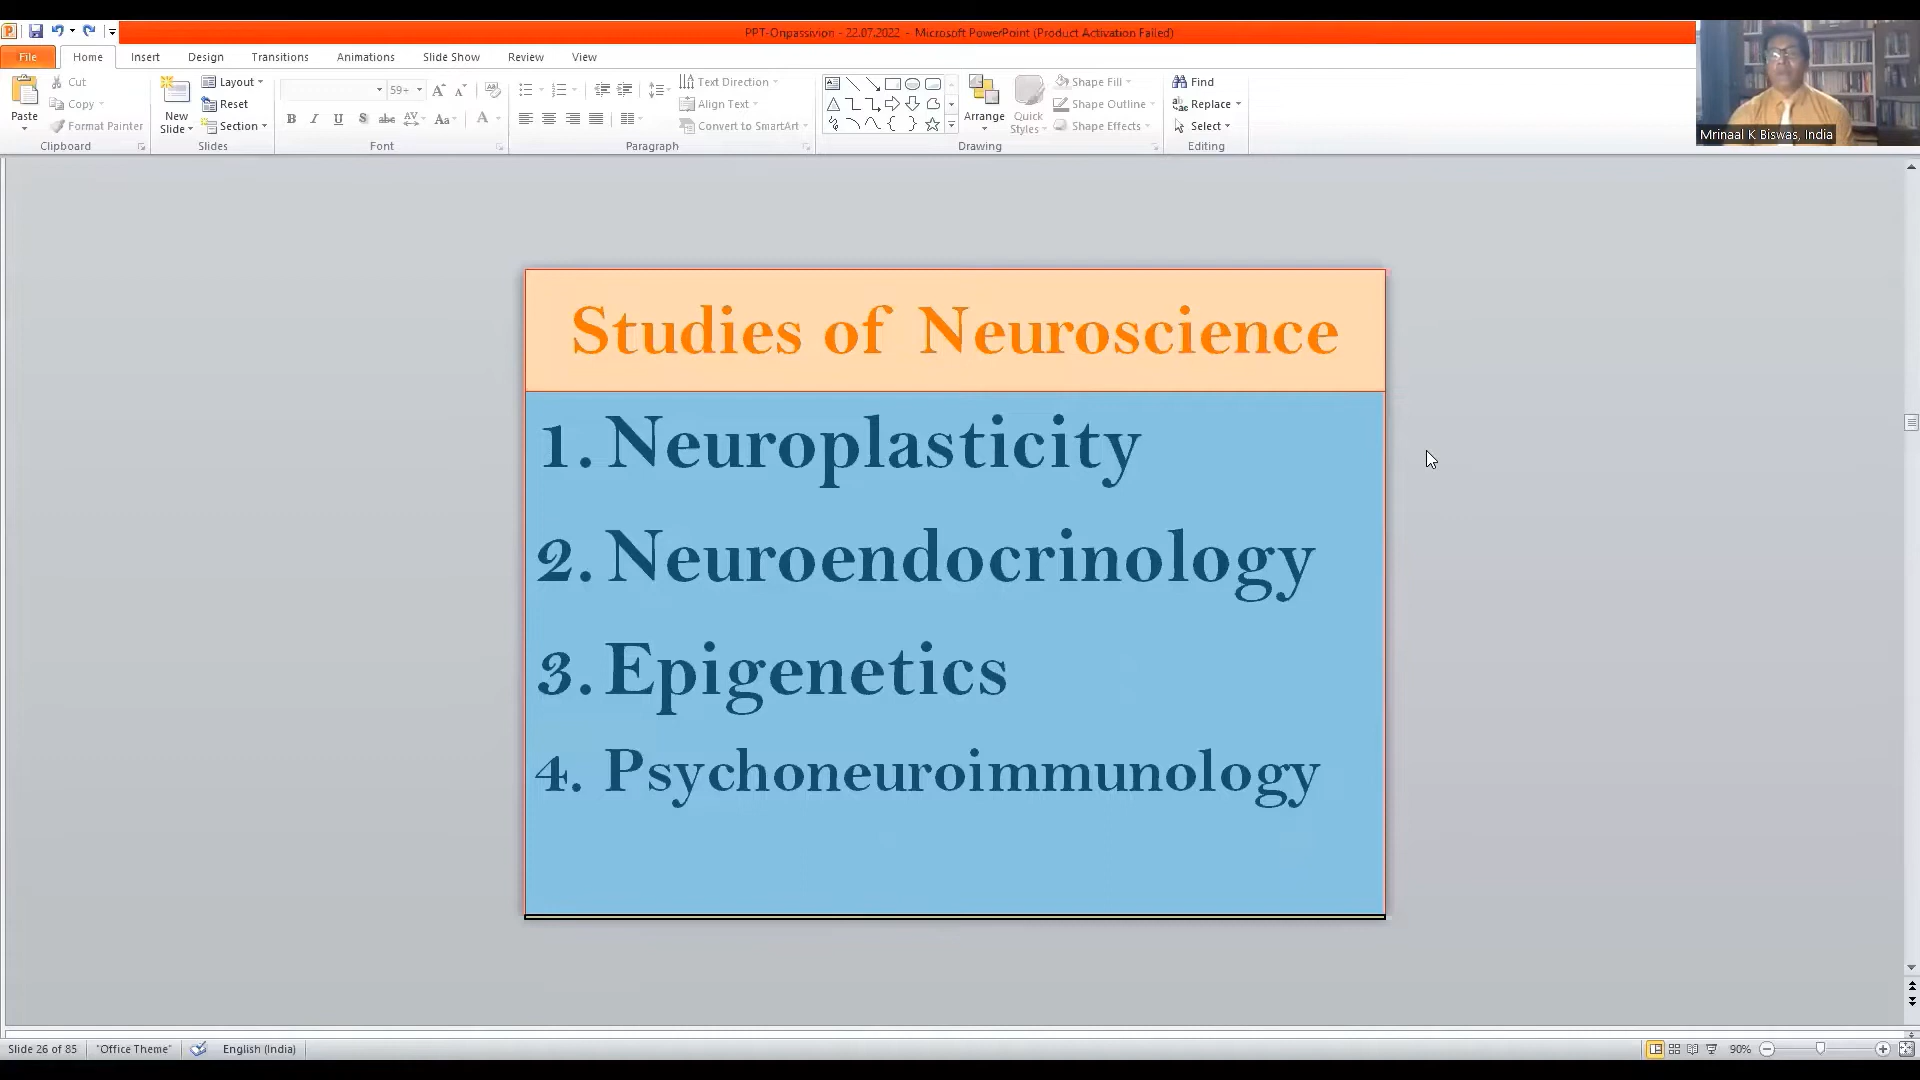 PPT-Onpassivion - 22.07.2022 - Microsoft PowerPoint (Product Activation Failed)
File Home Insert Design Transitions Animations Slide Show Review View
Paste
Cut
Copy
Format Painter
Clipboard
New Slide
Layout
Reset
Section
Slides
59+
B I U S abc AV Aa A
Font
Text Direction
Align Text
Convert to SmartArt
Paragraph
Arrange
Quick Styles
Shape Fill
Shape Outline
Shape Effects
Drawing
Find
Replace
Select
Editing
Mrinaal K Biswas, India
Studies of Neuroscience
1. Neuroplasticity
2. Neuroendocrinology
3. Epigenetics
4. Psychoneuroimmunology
Slide 26 of 85 "Office Theme" English (India) 90%